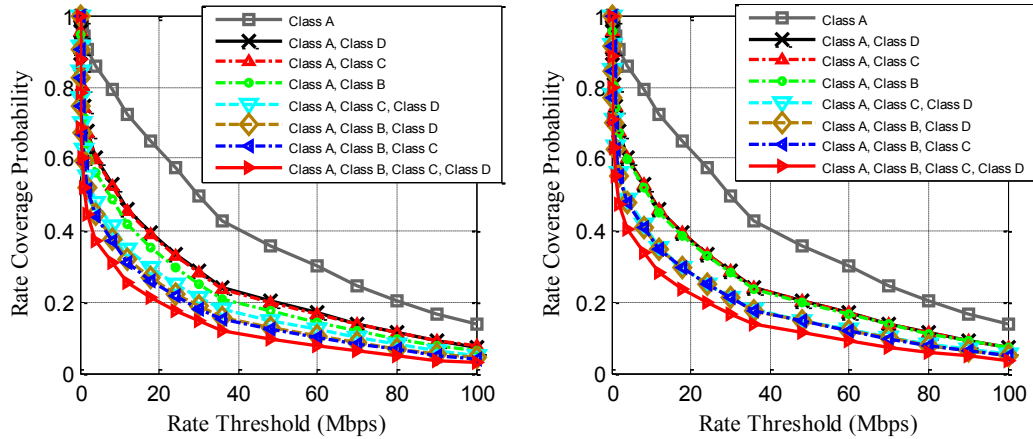 Rate Coverage Probability
1
0.8
0.6
0.4
0.2
0
0
20
40
60
80
100
Rate Threshold (Mbps)
Class A
Class A, Class D
Class A, Class C
Class A, Class B
Class A, Class C, Class D
Class A, Class B, Class D
Class A, Class B, Class C
Class A, Class B, Class C, Class D
Rate Coverage Probability
1
0.8
0.6
0.4
0.2
0
0
20
40
60
80
100
Rate Threshold (Mbps)
Class A
Class A, Class D
Class A, Class C
Class A, Class B
Class A, Class C, Class D
Class A, Class B, Class D
Class A, Class B, Class C
Class A, Class B, Class C, Class D